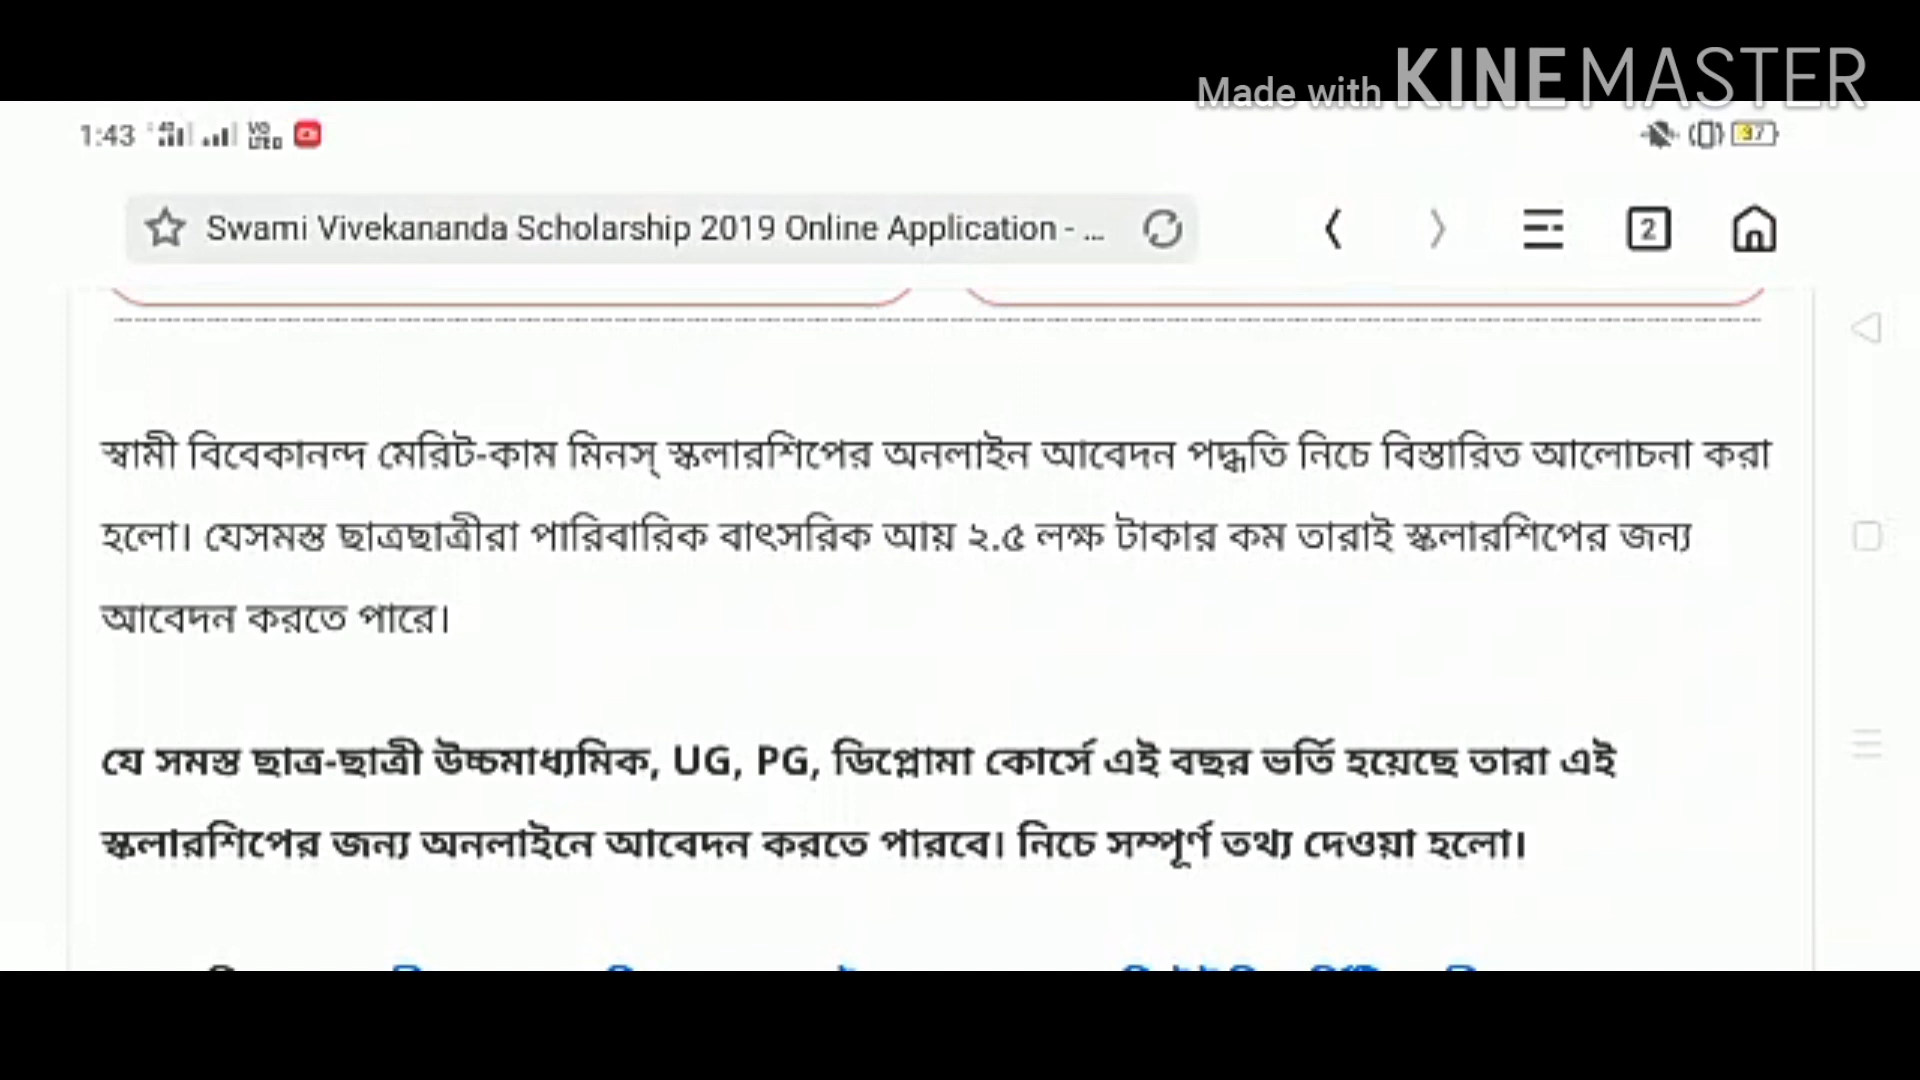 Made with KINEMASTER
1:43 37
Swami Vivekananda Scholarship 2019 Online Application - ... 2
স্বামী বিবেকানন্দ মেরিট-কাম মিনস্ স্কলারশিপের অনলাইন আবেদন পদ্ধতি নিচে বিস্তারিত আলোচনা করা
হলো। যেসমস্ত ছাত্রছাত্রীরা পারিবারিক বাৎসরিক আয় ২.৫ লক্ষ টাকার কম তারাই স্কলারশিপের জন্য
আবেদন করতে পারে।
যে সমস্ত ছাত্র-ছাত্রী উচ্চমাধ্যমিক, UG, PG, ডিপ্লোমা কোর্সে এই বছর ভর্তি হয়েছে তারা এই
স্কলারশিপের জন্য অনলাইনে আবেদন করতে পারবে। নিচে সম্পূর্ণ তথ্য দেওয়া হলো।